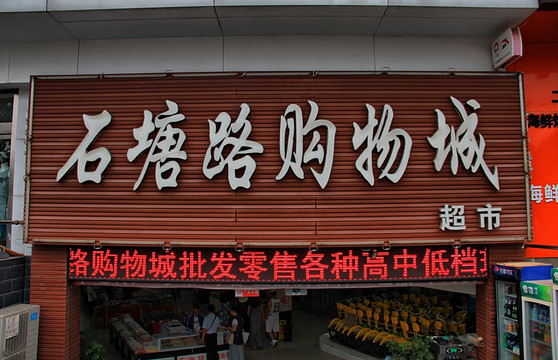 石塘路购物城
超市
路购物城批发零售各种高中低档
海鲜
海鲜